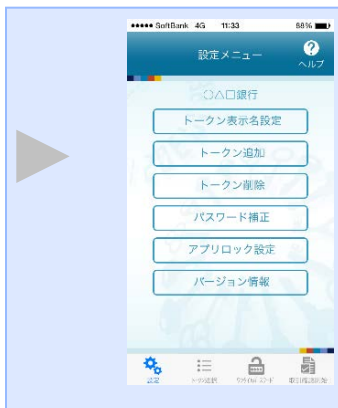 ●●●●● SoftBank 4G 11:33 58%
設定メニュー
?
ヘルプ
○△□銀行
トークン表示名設定
トークン追加
トークン削除
パスワード補正
アプリロック設定
バージョン情報
設定